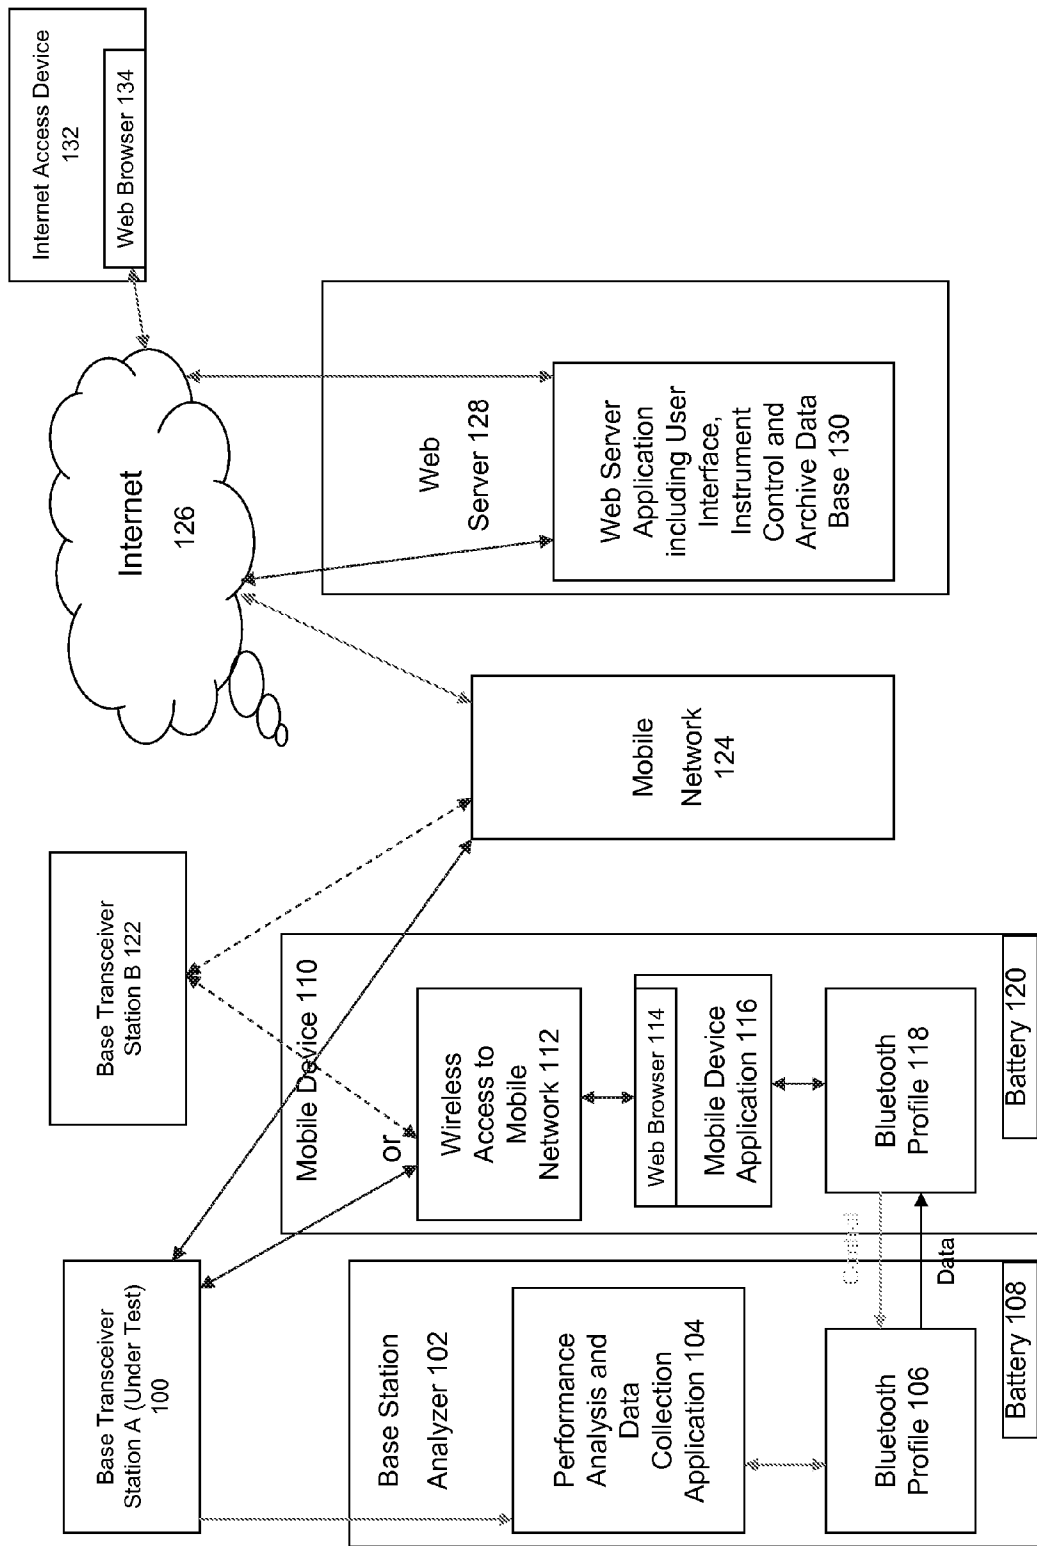 Base Transceiver
Station A (Under Test)
100
Base Station
Analyzer 102
Performance
Analysis and
Data
Collection
Application 104
Bluetooth
Profile 106
Battery 108
Control
Data
Base Transceiver
Station B 122
Mobile Device 110
or
Wireless
Access to
Mobile
Network 112
Web Browser 114
Mobile Device
Application 116
Bluetooth
Profile 118
Battery 120
Mobile
Network
124
Internet
126
Web
Server 128
Web Server
Application
including User
Interface,
Instrument
Control and
Archive Data
Base 130
Internet Access Device
132
Web Browser 134